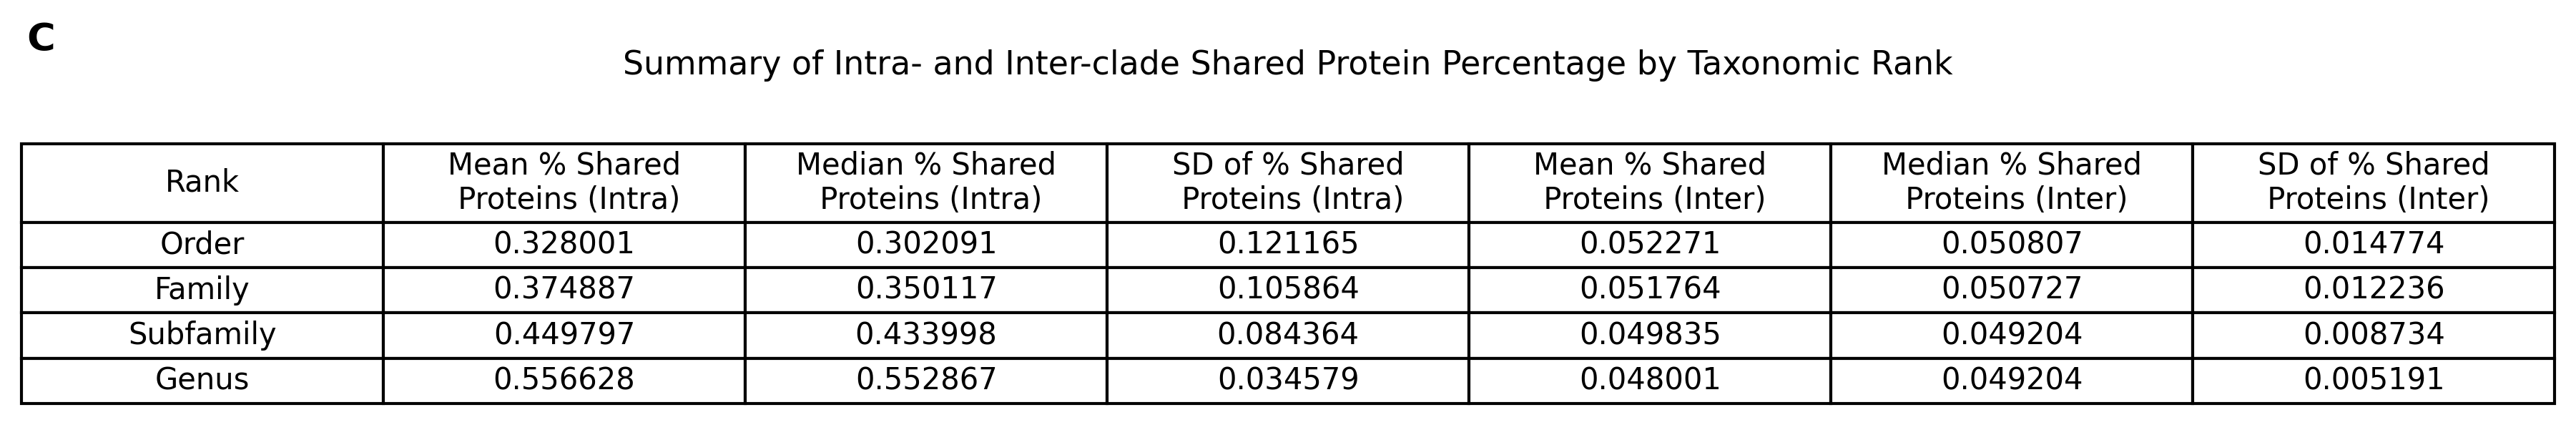 C
Summary of Intra- and Inter-clade Shared Protein Percentage by Taxonomic Rank
Rank
Mean % Shared
Proteins (Intra)
Median % Shared
Proteins (Intra)
SD of % Shared
Proteins (Intra)
Mean % Shared
Proteins (Inter)
Median % Shared
Proteins (Inter)
SD of % Shared
Proteins (Inter)
Order 0.328001 0.302091 0.121165 0.052271 0.050807 0.014774
Family 0.374887 0.350117 0.105864 0.051764 0.050727 0.012236
Subfamily 0.449797 0.433998 0.084364 0.049835 0.049204 0.008734
Genus 0.556628 0.552867 0.034579 0.048001 0.049204 0.005191